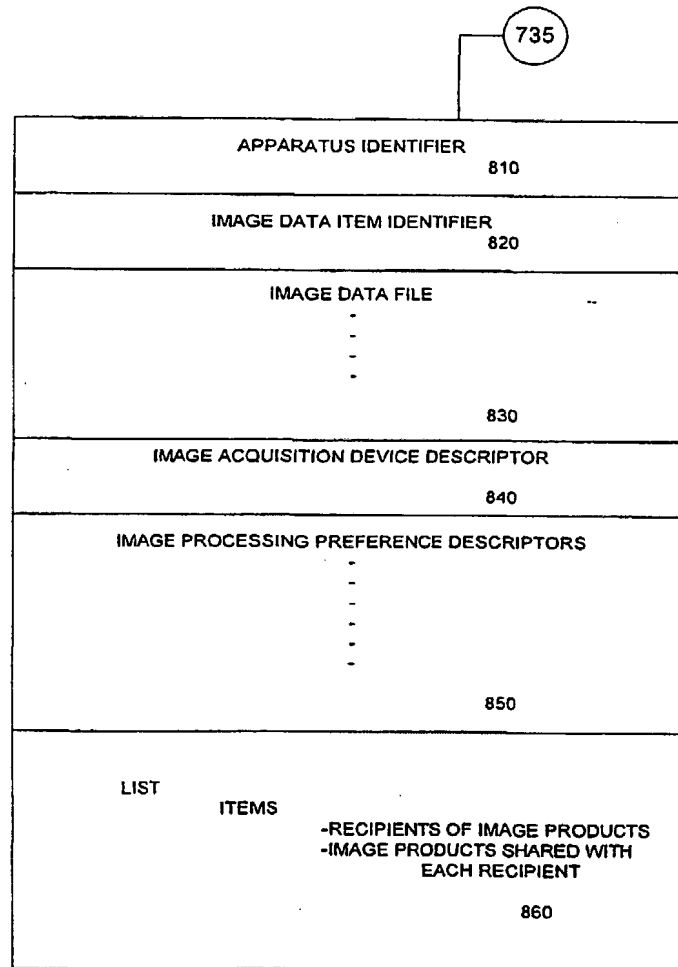 735
APPARATUS IDENTIFIER
810
IMAGE DATA ITEM IDENTIFIER
820
IMAGE DATA FILE
-
-
-
-
830
IMAGE ACQUISITION DEVICE DESCRIPTOR
840
IMAGE PROCESSING PREFERENCE DESCRIPTORS
-
-
-
-
-
-
850
LIST
ITEMS
-RECIPIENTS OF IMAGE PRODUCTS
-IMAGE PRODUCTS SHARED WITH
EACH RECIPIENT
860